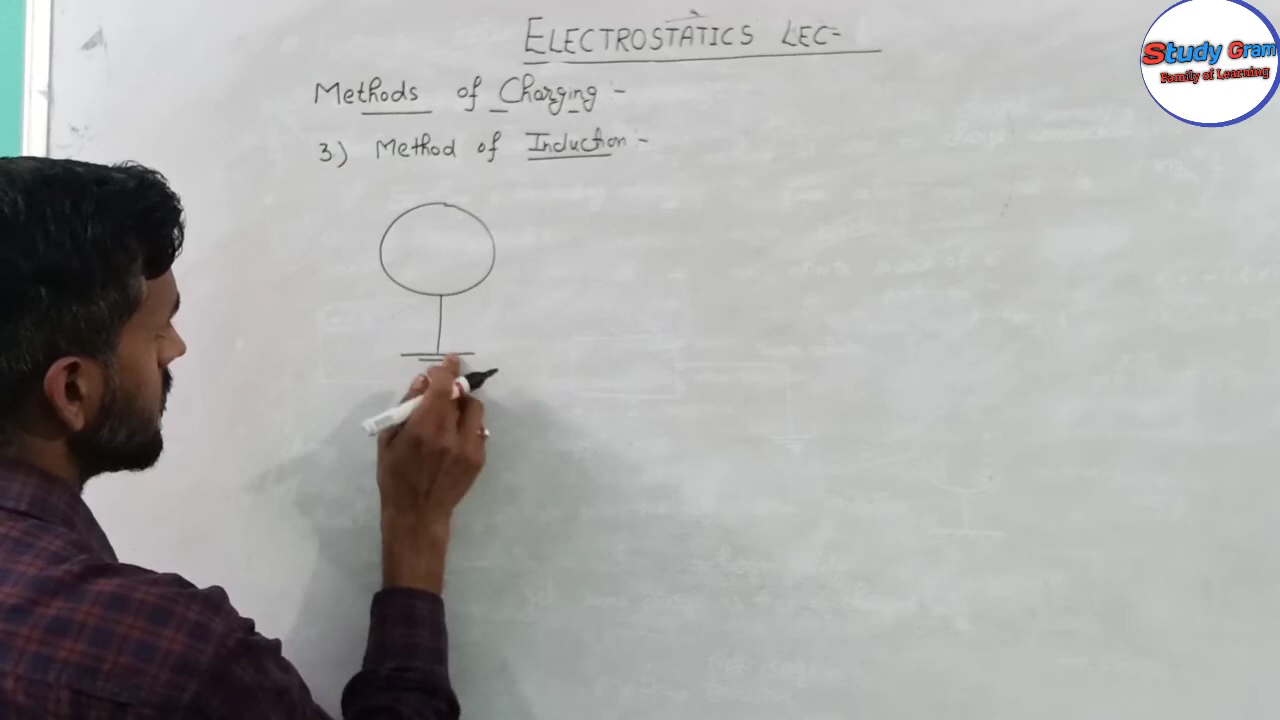 ELECTROSTATICS LEC-
Methods of Charging -
3) Method of Induction -
Study Gram
Family of Learning